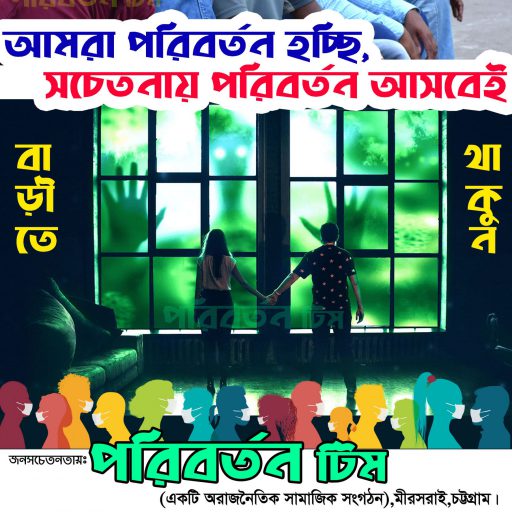 আমরা পরিবর্তন হচ্ছি,
সচেতনায় পরিবর্তন আসবেই
বাড়ীতে
থাকুন
পরিবর্তন টিম
জনসচেতনতায়ঃ পরিবর্তন টিম
(একটি অরাজনৈতিক সামাজিক সংগঠন),মীরসরাই,চট্টগ্রাম।